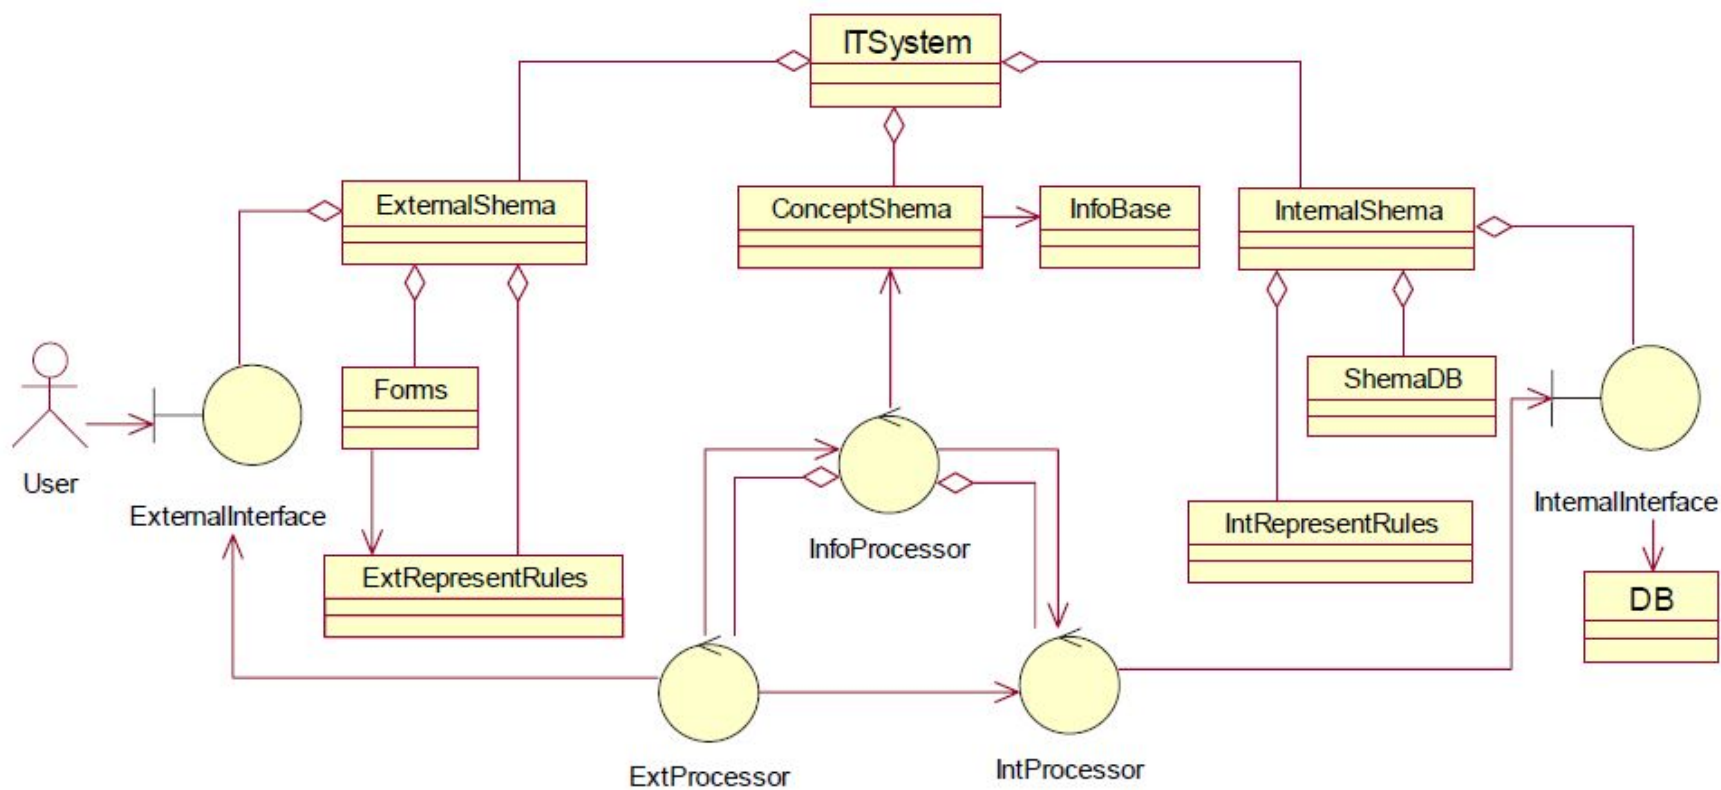 ITSystem
ExternalShema
ConceptShema
InfoBase
InternalShema
Forms
ShemaDB
User
ExternalInterface
InternalInterface
IntRepresentRules
InfoProcessor
ExtRepresentRules
DB
ExtProcessor
IntProcessor